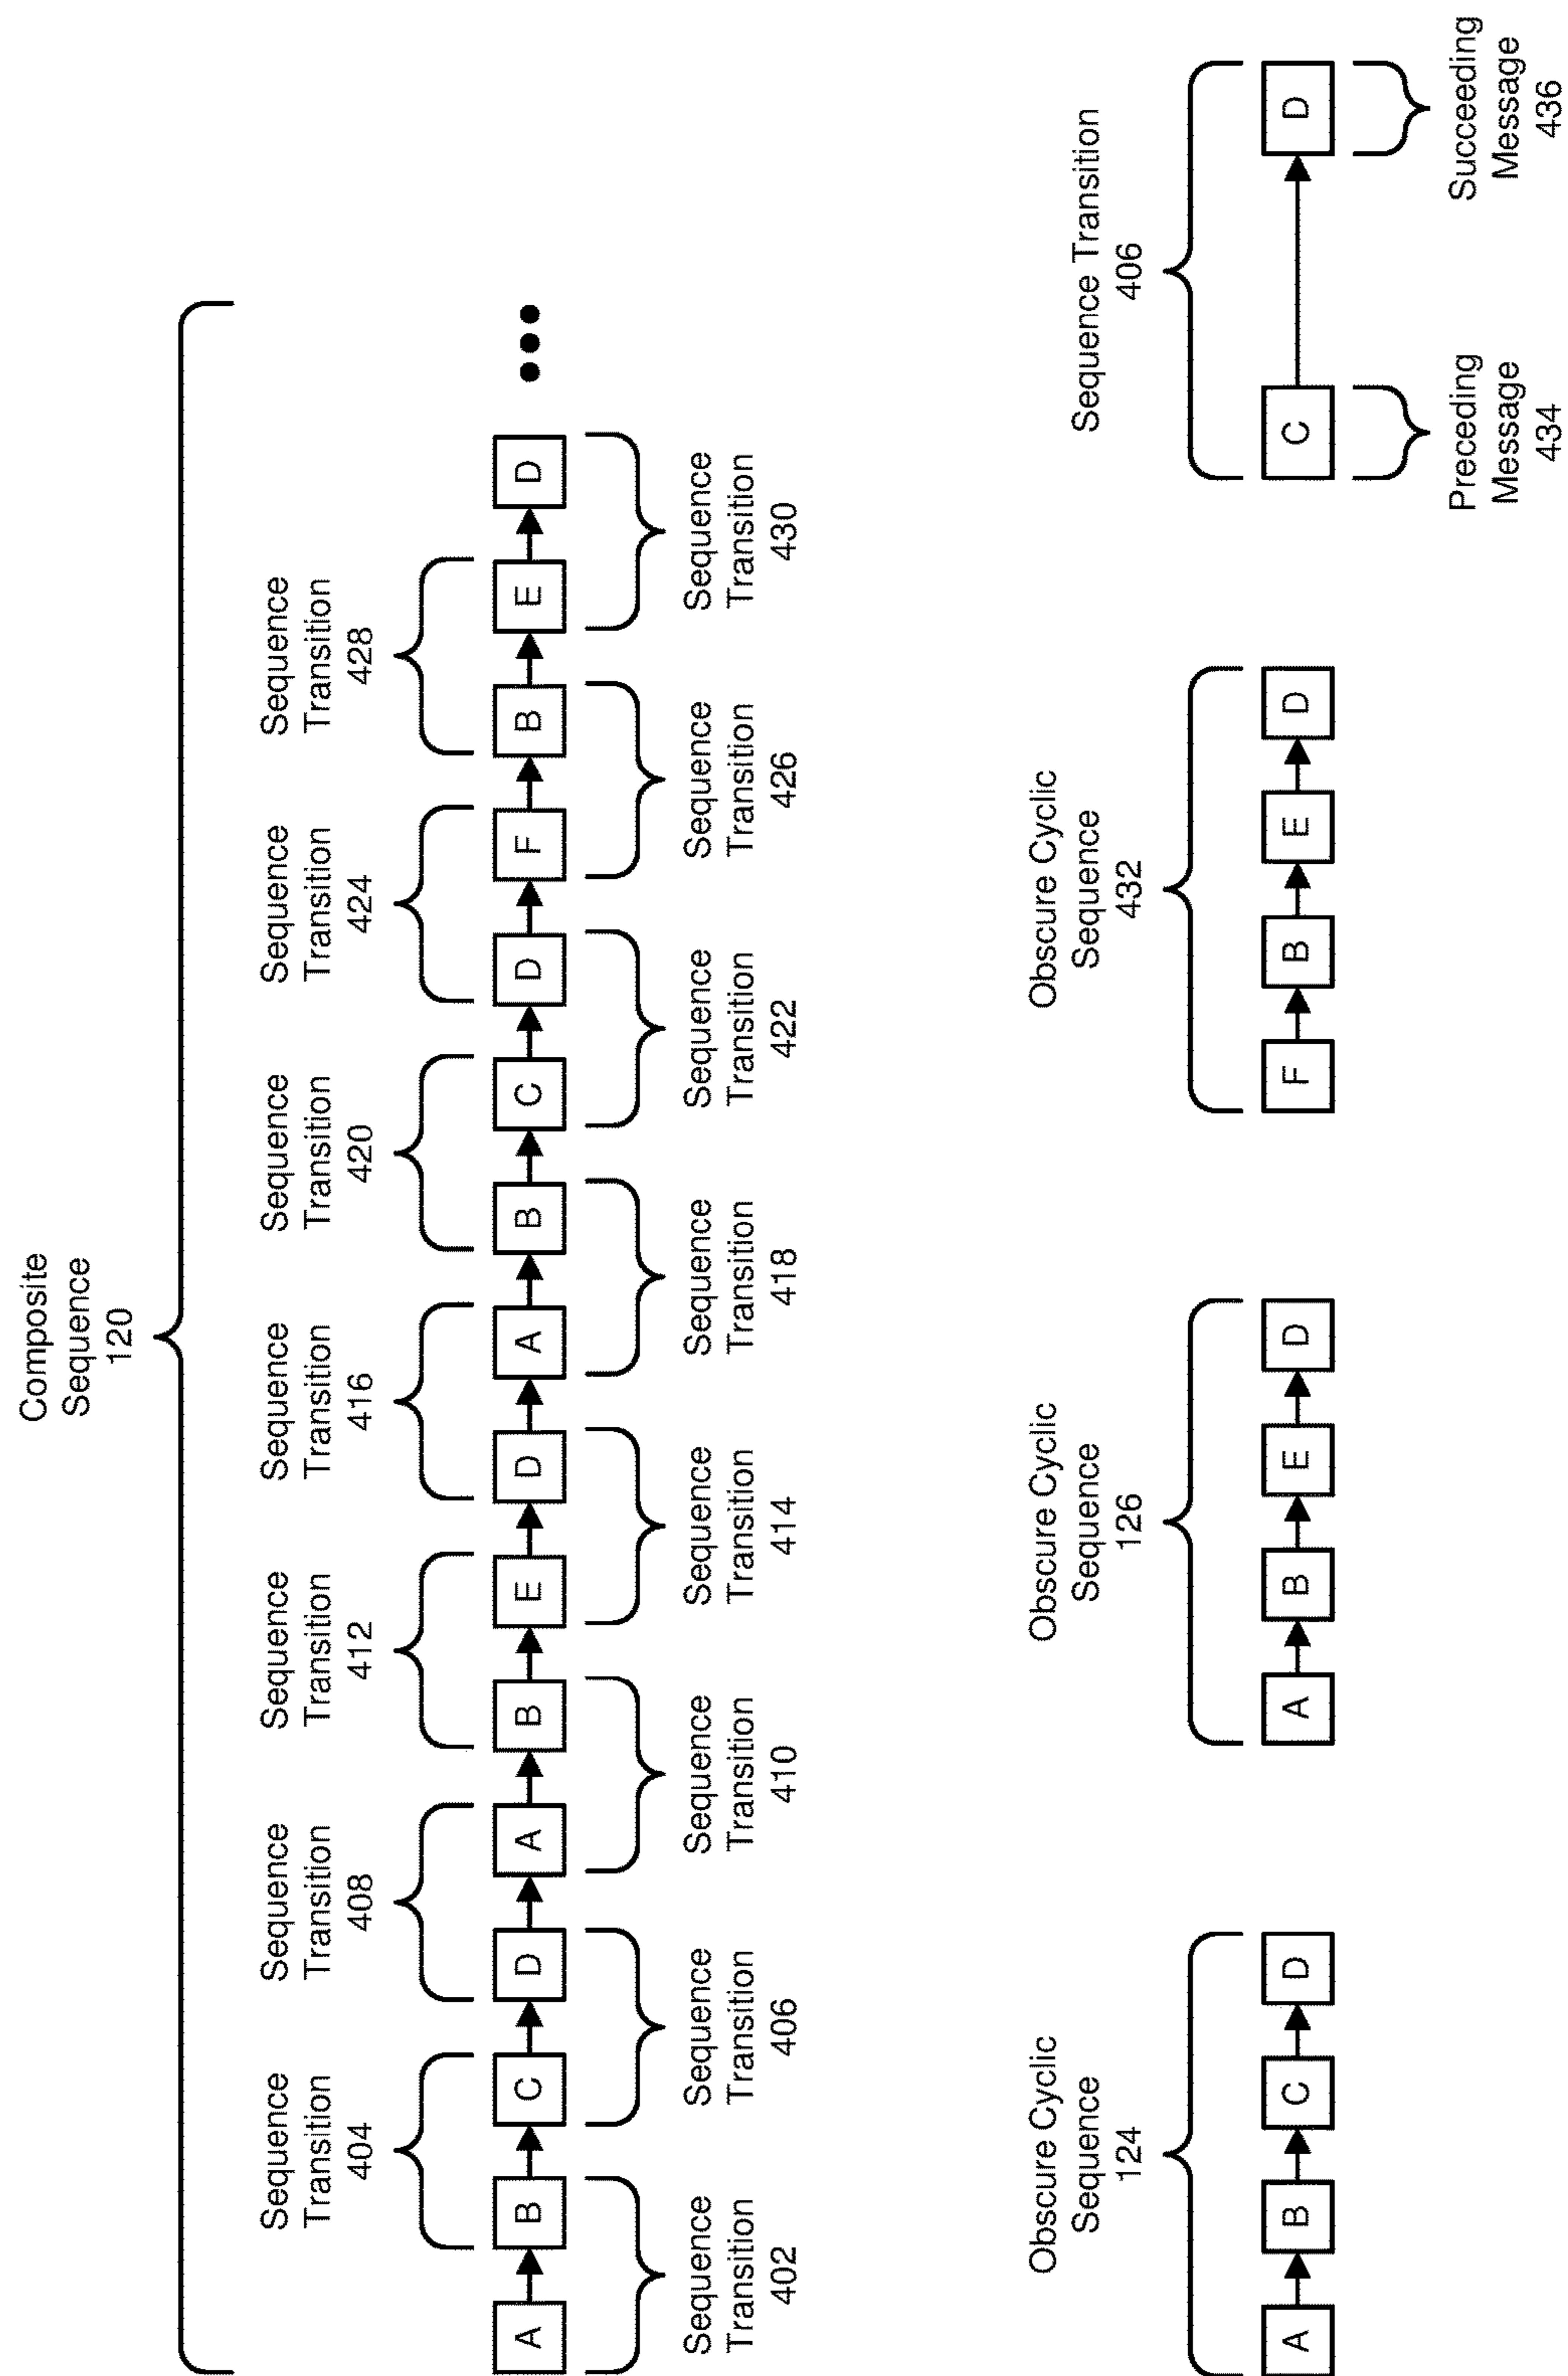 Composite
Sequence
120
Sequence
Transition
404
Sequence
Transition
408
Sequence
Transition
412
Sequence
Transition
416
Sequence
Transition
420
Sequence
Transition
424
Sequence
Transition
428
A B C D A B E D A B C D F B E D
Sequence
Transition
402
Sequence
Transition
406
Sequence
Transition
410
Sequence
Transition
414
Sequence
Transition
418
Sequence
Transition
422
Sequence
Transition
426
Sequence
Transition
430
Obscure Cyclic
Sequence
124
A B C D
Obscure Cyclic
Sequence
126
A B E D
Obscure Cyclic
Sequence
432
F B E D
Sequence Transition
406
C D
Preceding
Message
434
Succeeding
Message
436